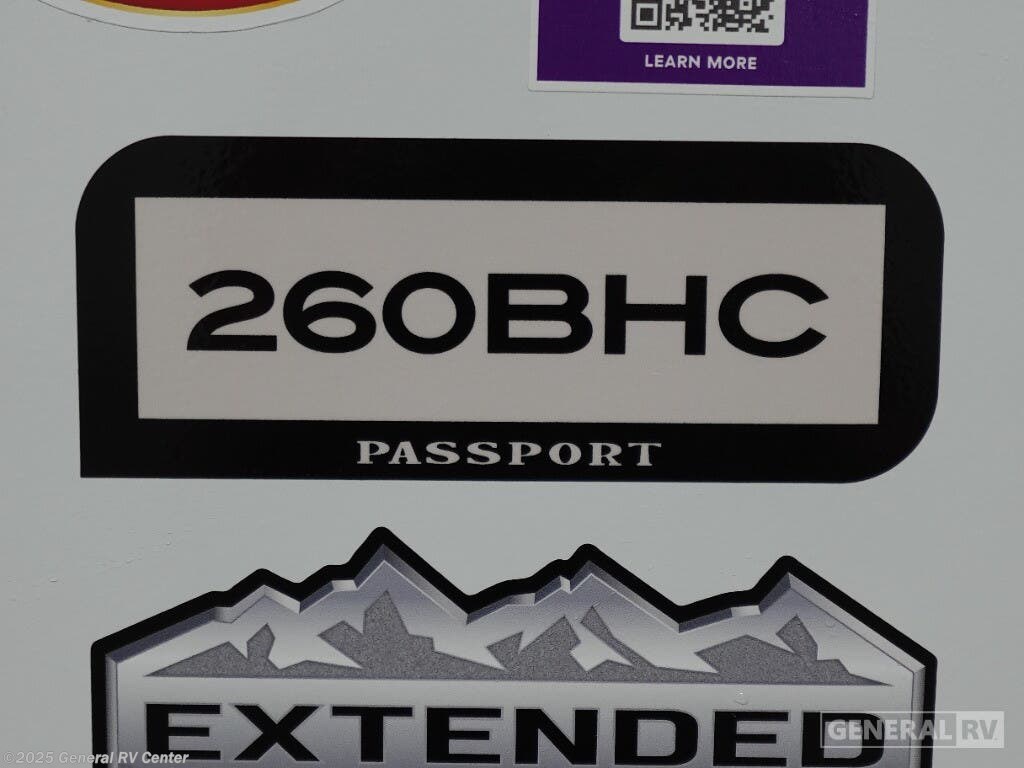 LEARN MORE
260BHC
PASSPORT
EXTENDED
GENERAL RV
©2025 General RV Center